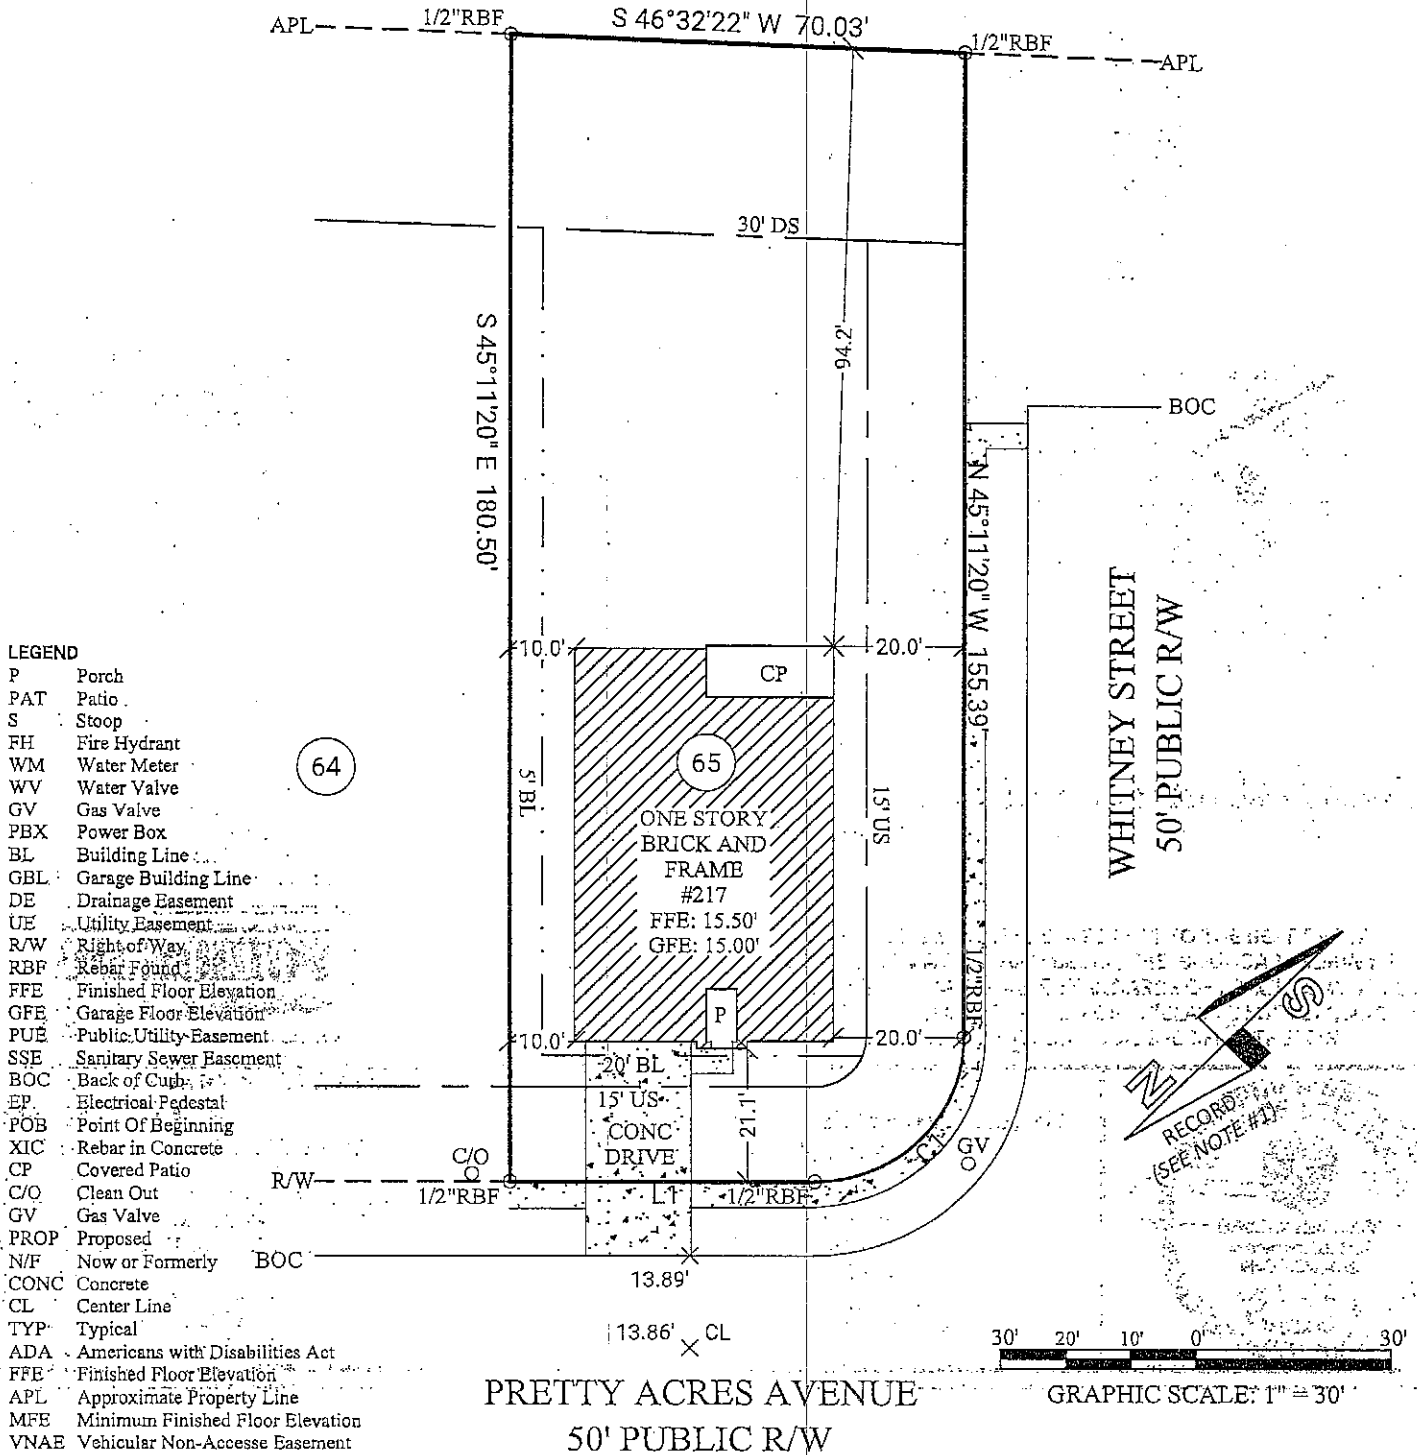 APL
1/2"RBF
S 46°32'22" W 70.03'
1/2"RBF
APL
30' DS
S 45°11'20" E 180.50'
94.2'
BOC
N 45°11'20" W 155.39'
WHITNEY STREET
50' PUBLIC R/W
10.0'
20.0'
CP
64
65
5' BL
15' US
ONE STORY
BRICK AND
FRAME
#217
FFE: 15.50'
GFE: 15.00'
P
1/2"RBF
10.0'
20.0'
20' BL
15' US
CONC
DRIVE
21.1'
C1
GV
C/O
R/W
1/2"RBF
L1
1/2"RBF
BOC
13.89'
13.86'
CL
PRETTY ACRES AVENUE
50' PUBLIC R/W
S
N
RECORD
(SEE NOTE #1)
30' 20' 10' 0' 30'
GRAPHIC SCALE: 1" = 30'
LEGEND
P Porch
PAT Patio
S Stoop
FH Fire Hydrant
WM Water Meter
WV Water Valve
GV Gas Valve
PBX Power Box
BL Building Line
GBL Garage Building Line
DE Drainage Easement
UE Utility Easement
R/W Right of Way
RBF Rebar Found
FFE Finished Floor Elevation
GFE Garage Floor Elevation
PUE Public Utility Easement
SSE Sanitary Sewer Easement
BOC Back of Curb
EP Electrical Pedestal
POB Point Of Beginning
XIC Rebar in Concrete
CP Covered Patio
C/O Clean Out
GV Gas Valve
PROP Proposed
N/F Now or Formerly
CONC Concrete
CL Center Line
TYP Typical
ADA Americans with Disabilities Act
FFE Finished Floor Elevation
APL Approximate Property Line
MFE Minimum Finished Floor Elevation
VNAE Vehicular Non-Accesse Easement